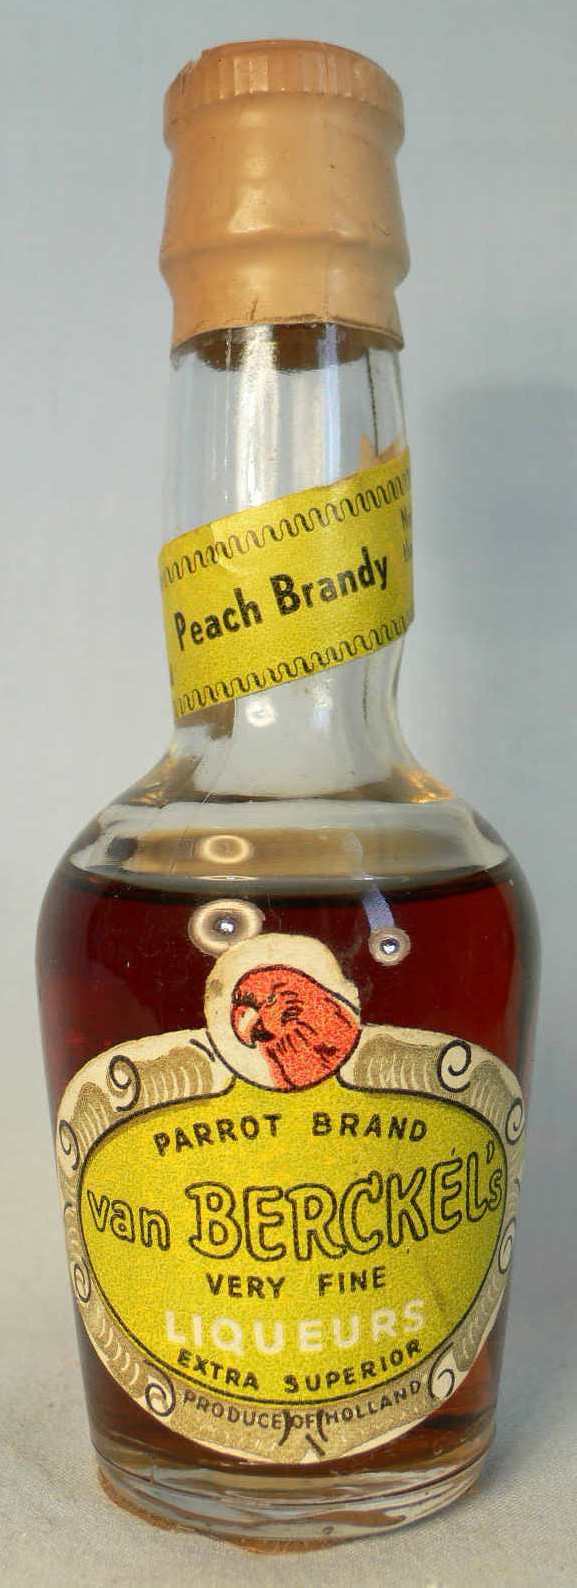 Peach Brandy
PARROT BRAND
van BERCKEL's
VERY FINE
LIQUEURS
EXTRA SUPERIOR
PRODUCE OF HOLLAND